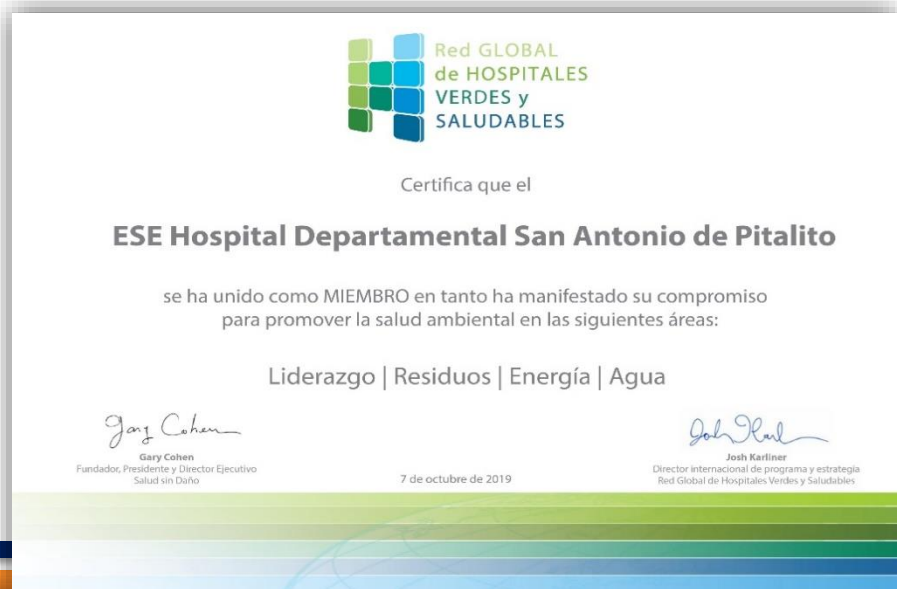 Red GLOBAL
de HOSPITALES
VERDES y
SALUDABLES
Certifica que el
ESE Hospital Departamental San Antonio de Pitalito
se ha unido como MIEMBRO en tanto ha manifestado su compromiso
para promover la salud ambiental en las siguientes áreas:
Liderazgo | Residuos | Energía | Agua
Gary Cohen
Gary Cohen
Fundador, Presidente y Director Ejecutivo
Salud sin Daño
7 de octubre de 2019
Josh Karliner
Director internacional de programa y estrategia
Red Global de Hospitales Verdes y Saludables